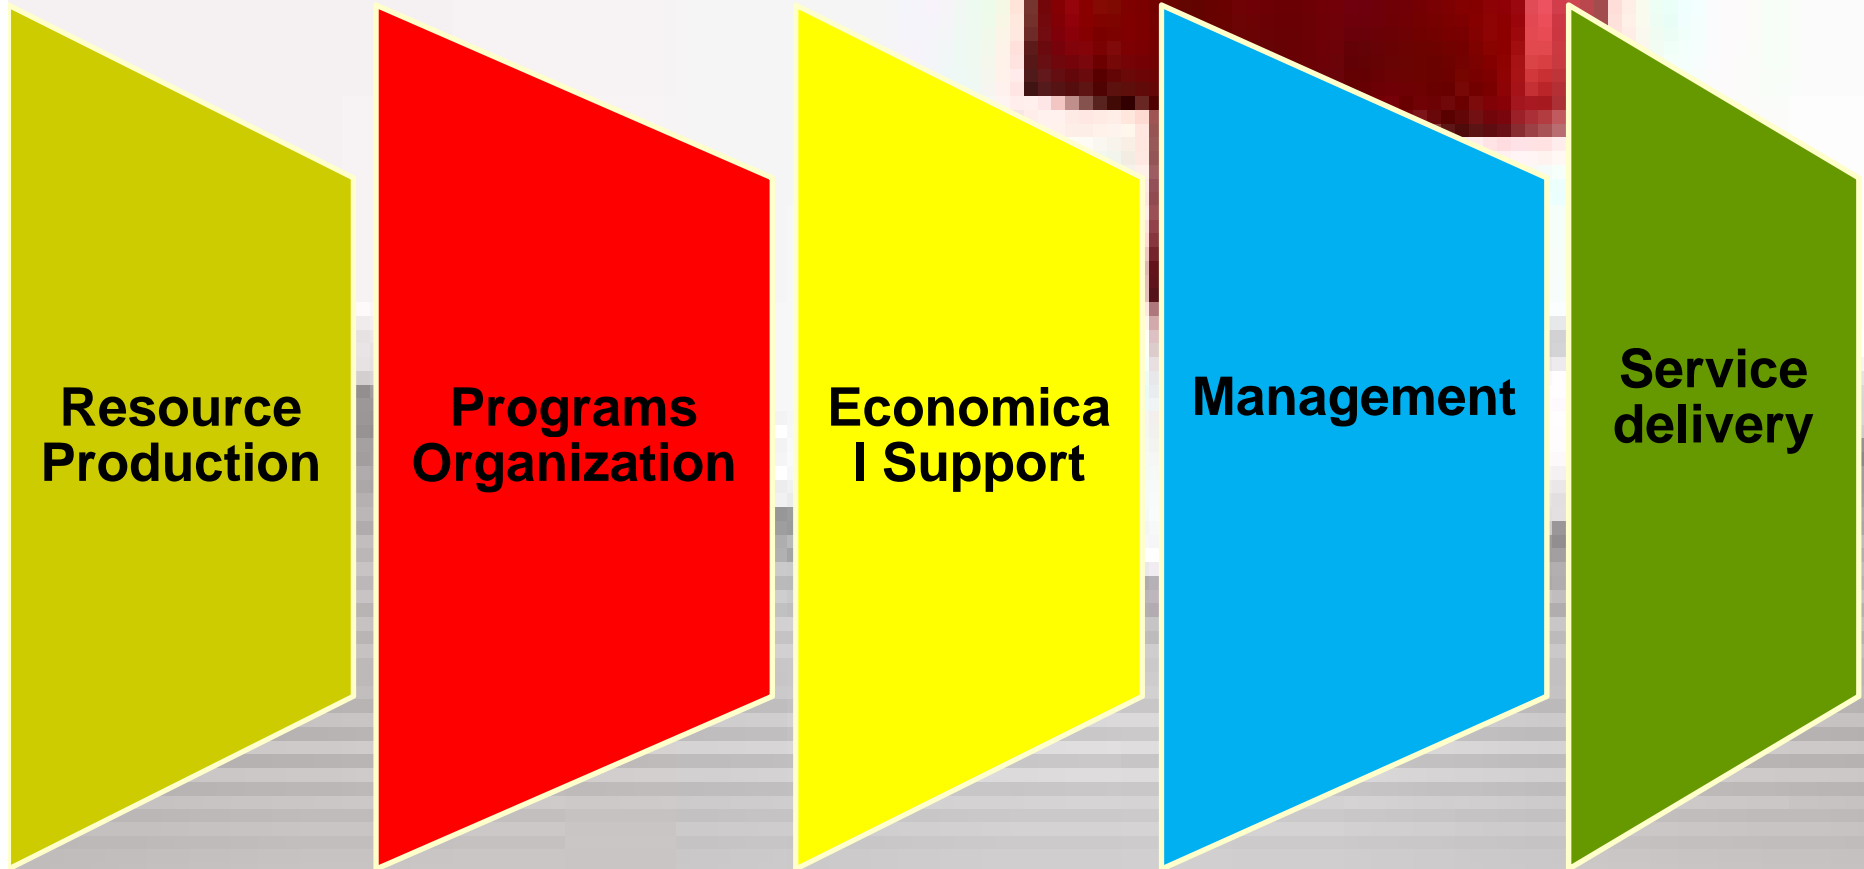 Resource
Production
Programs
Organization
Economica
l Support
Management
Service
delivery